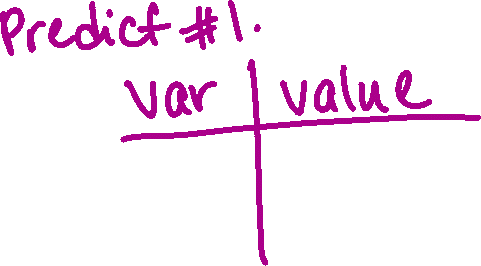 Predict #1.
var value